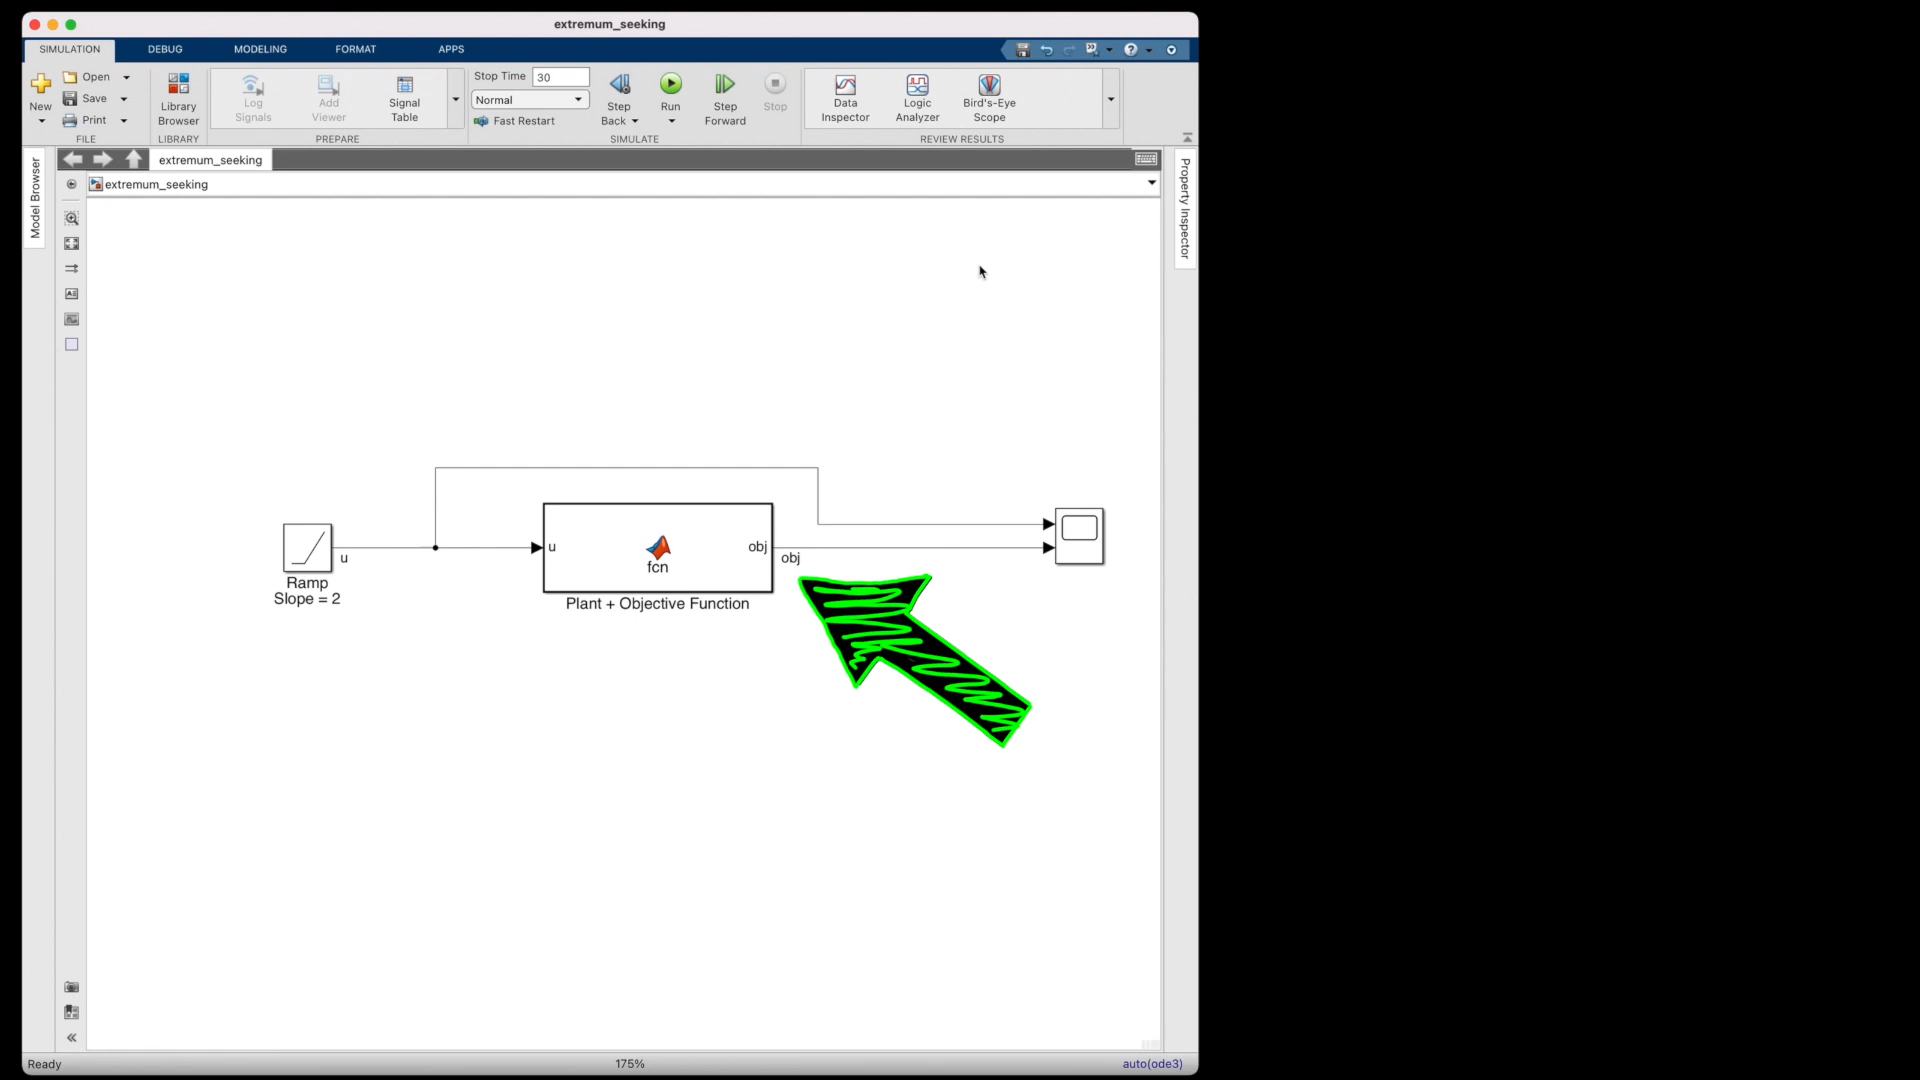 extremum_seeking
SIMULATION DEBUG MODELING FORMAT APPS
New
Open
Save
Print
FILE
Library
Browser
LIBRARY
Log
Signals
Add
Viewer
Signal
Table
PREPARE
Stop Time 30
Normal
Fast Restart
Step
Back
Run
Step
Forward
Stop
SIMULATE
Data
Inspector
Logic
Analyzer
Bird's-Eye
Scope
REVIEW RESULTS
Model Browser
extremum_seeking
extremum_seeking
Property Inspector
u
Ramp
Slope = 2
u
fcn
obj
Plant + Objective Function
obj
Ready 175% auto(ode3)